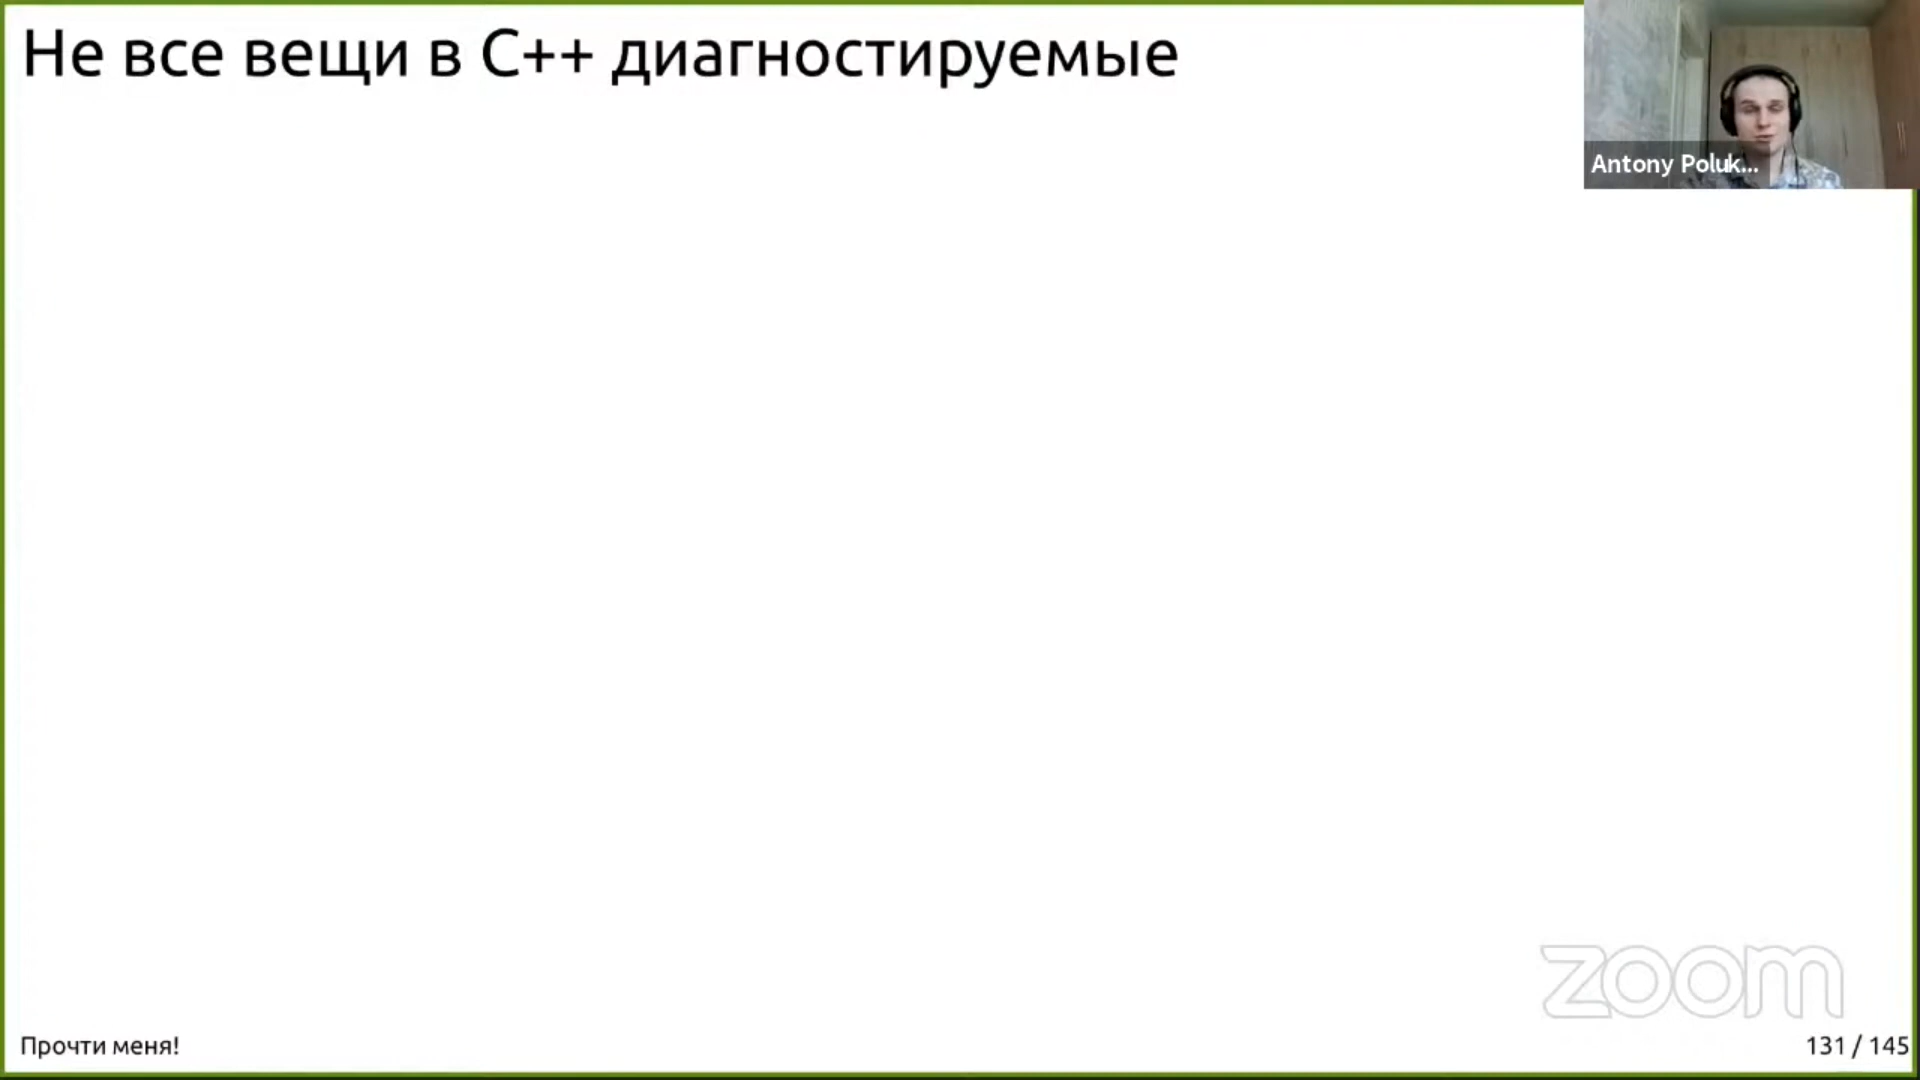 Не все вещи в C++ диагностируемые
Antony Poluk...
zoom
Прочти меня!
131 / 145